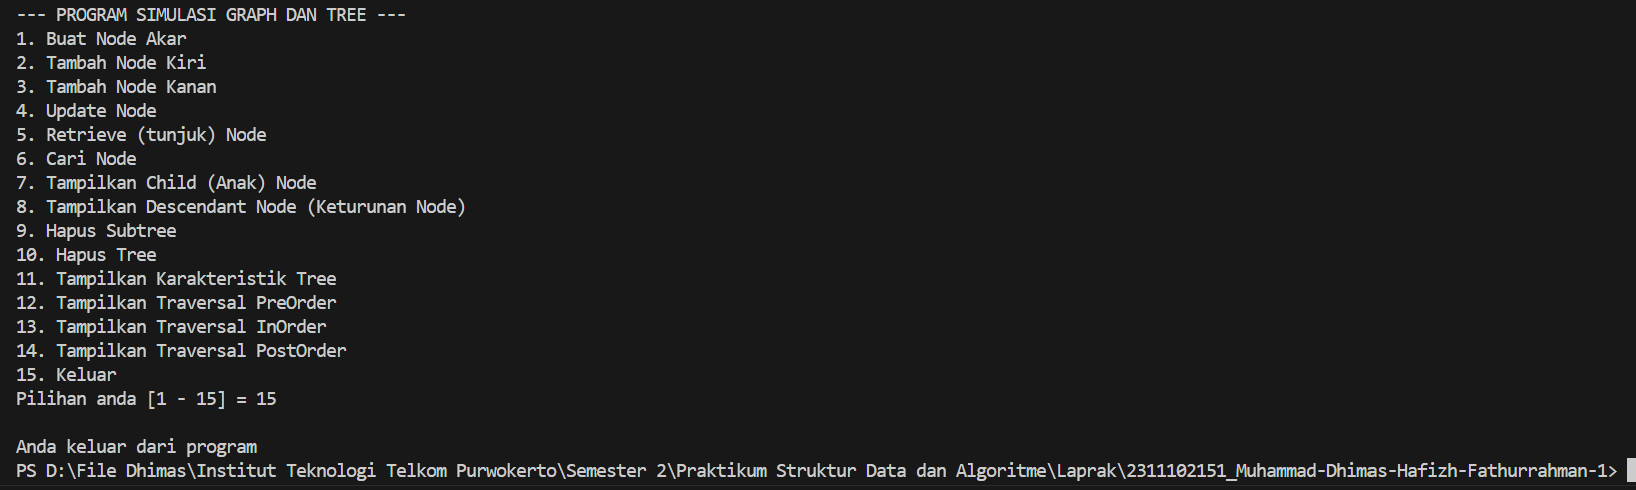 --- PROGRAM SIMULASI GRAPH DAN TREE ---
1. Buat Node Akar
2. Tambah Node Kiri
3. Tambah Node Kanan
4. Update Node
5. Retrieve (tunjuk) Node
6. Cari Node
7. Tampilkan Child (Anak) Node
8. Tampilkan Descendant Node (Keturunan Node)
9. Hapus Subtree
10. Hapus Tree
11. Tampilkan Karakteristik Tree
12. Tampilkan Traversal PreOrder
13. Tampilkan Traversal InOrder
14. Tampilkan Traversal PostOrder
15. Keluar
Pilihan anda [1 - 15] = 15
Anda keluar dari program
PS D:\File Dhimas\Institut Teknologi Telkom Purwokerto\Semester 2\Praktikum Struktur Data dan Algoritme\Laprak\2311102151_Muhammad-Dhimas-Hafizh-Fathurrahman-1>